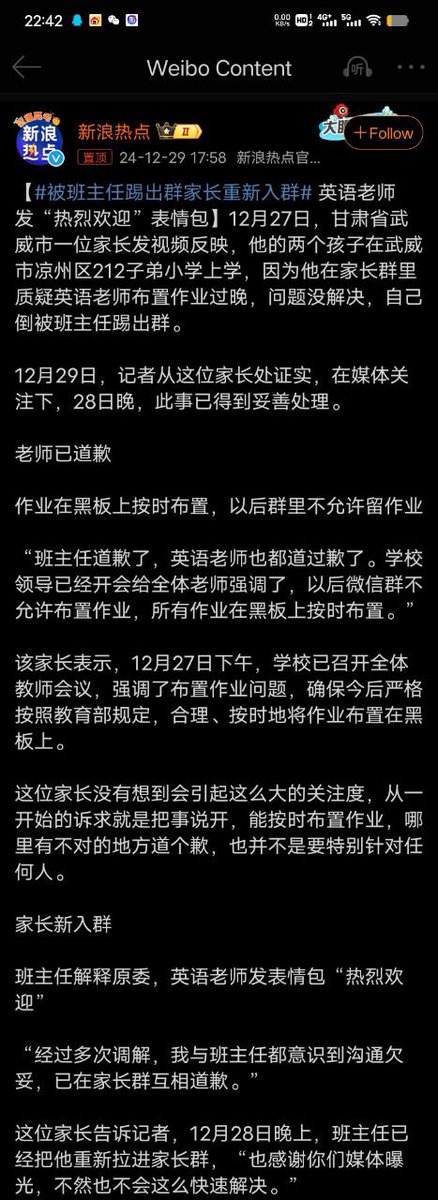 22:42
0.00 KB/s HD 4G+ 5G
Weibo Content
听
新浪热点
新浪热点 II
大眼
+Follow
置顶 24-12-29 17:58 新浪热点官...
【#被班主任踢出群家长重新入群# 英语老师
发“热烈欢迎”表情包】12月27日，甘肃省武
威市一位家长发视频反映，他的两个孩子在武威
市凉州区212子弟小学上学，因为他在家长群里
质疑英语老师布置作业过晚，问题没解决，自己
倒被班主任踢出群。
12月29日，记者从这位家长处证实，在媒体关
注下，28日晚，此事已得到妥善处理。
老师已道歉
作业在黑板上按时布置，以后群里不允许留作业
“班主任道歉了，英语老师也都道过歉了。学校
领导已经开会给全体老师强调了，以后微信群不
允许布置作业，所有作业在黑板上按时布置。”
该家长表示，12月27日下午，学校已召开全体
教师会议，强调了布置作业问题，确保今后严格
按照教育部规定，合理、按时地将作业布置在黑
板上。
这位家长没有想到会引起这么大的关注度，从一
开始的诉求就是把事说开，能按时布置作业，哪
里有不对的地方道个歉，也并不是要特别针对任
何人。
家长新入群
班主任解释原委，英语老师发表情包“热烈欢
迎”
“经过多次调解，我与班主任都意识到沟通欠
妥，已在家长群互相道歉。”
这位家长告诉记者，12月28日晚上，班主任已
经把他重新拉进家长群，“也感谢你们媒体曝
光，不然也不会这么快速解决。”